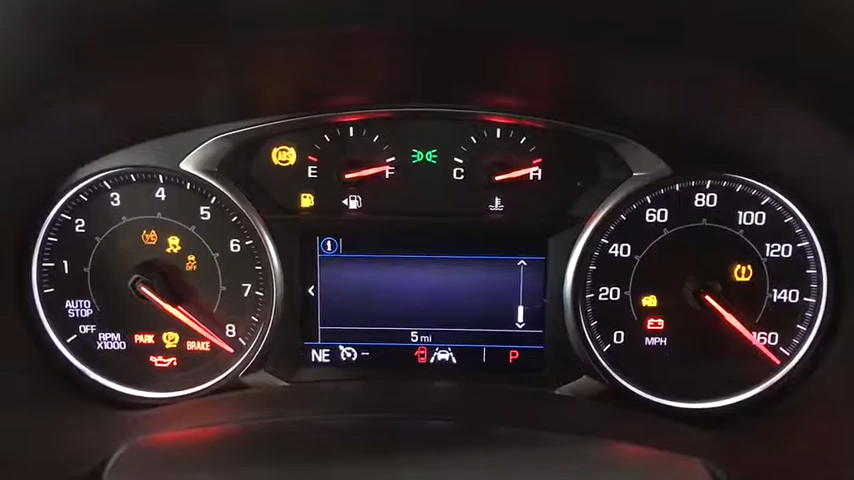 ABS
E F
C H
1 2 3 4 5 6 7 8
AUTO
STOP
OFF
RPM
X1000
OFF
PARK
BRAKE
i
5 mi
NE --
P
0 20 40 60 80 100 120 140 160
MPH